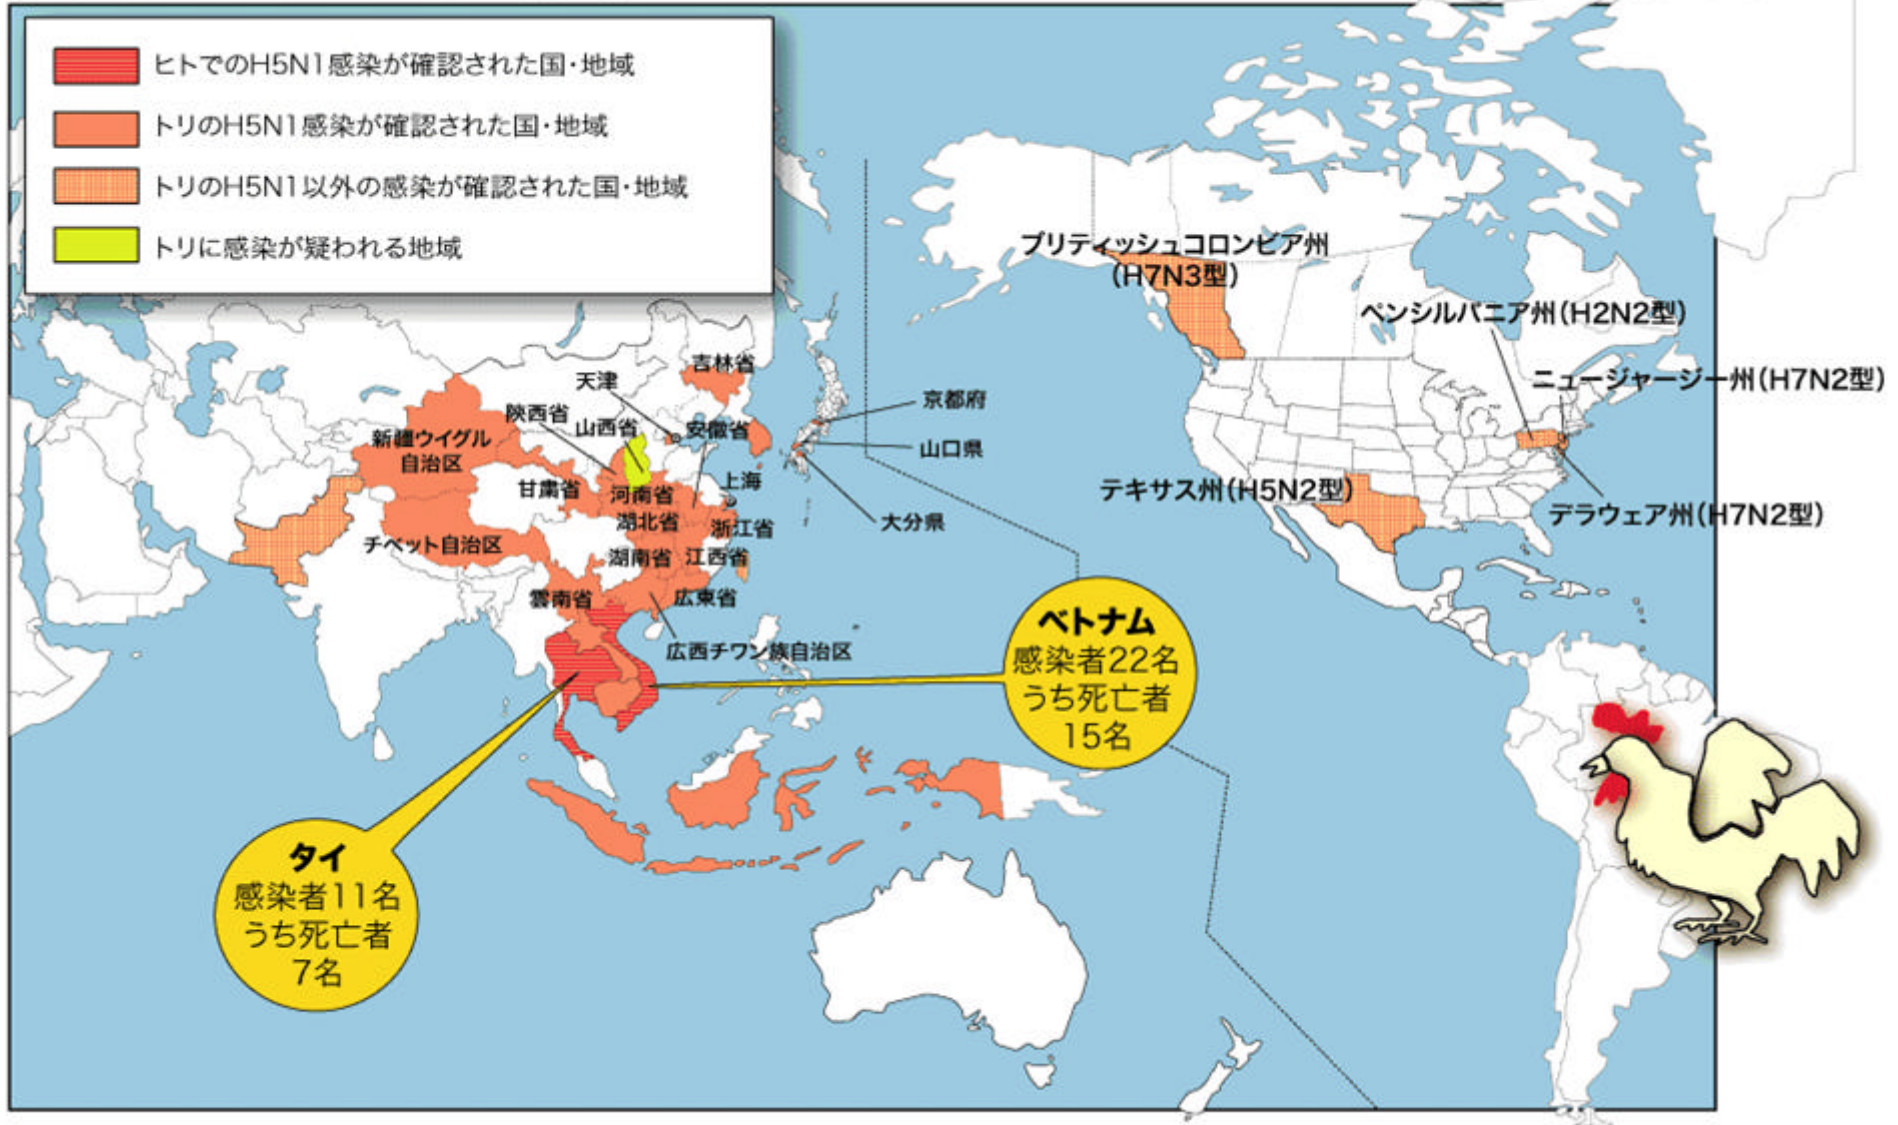 ヒトでのH5N1感染が確認された国・地域
トリのH5N1感染が確認された国・地域
トリのH5N1以外の感染が確認された国・地域
トリに感染が疑われる地域
ブリティッシュコロンビア州
(H7N3型)
ペンシルバニア州(H2N2型)
ニュージャージー州(H7N2型)
テキサス州(H5N2型)
デラウェア州(H7N2型)
吉林省
天津
陝西省
山西省
安徽省
新疆ウイグル
自治区
甘粛省
河南省
上海
湖北省
浙江省
チベット自治区
湖南省
江西省
雲南省
広東省
広西チワン族自治区
京都府
山口県
大分県
ベトナム
感染者22名
うち死亡者
15名
タイ
感染者11名
うち死亡者
7名